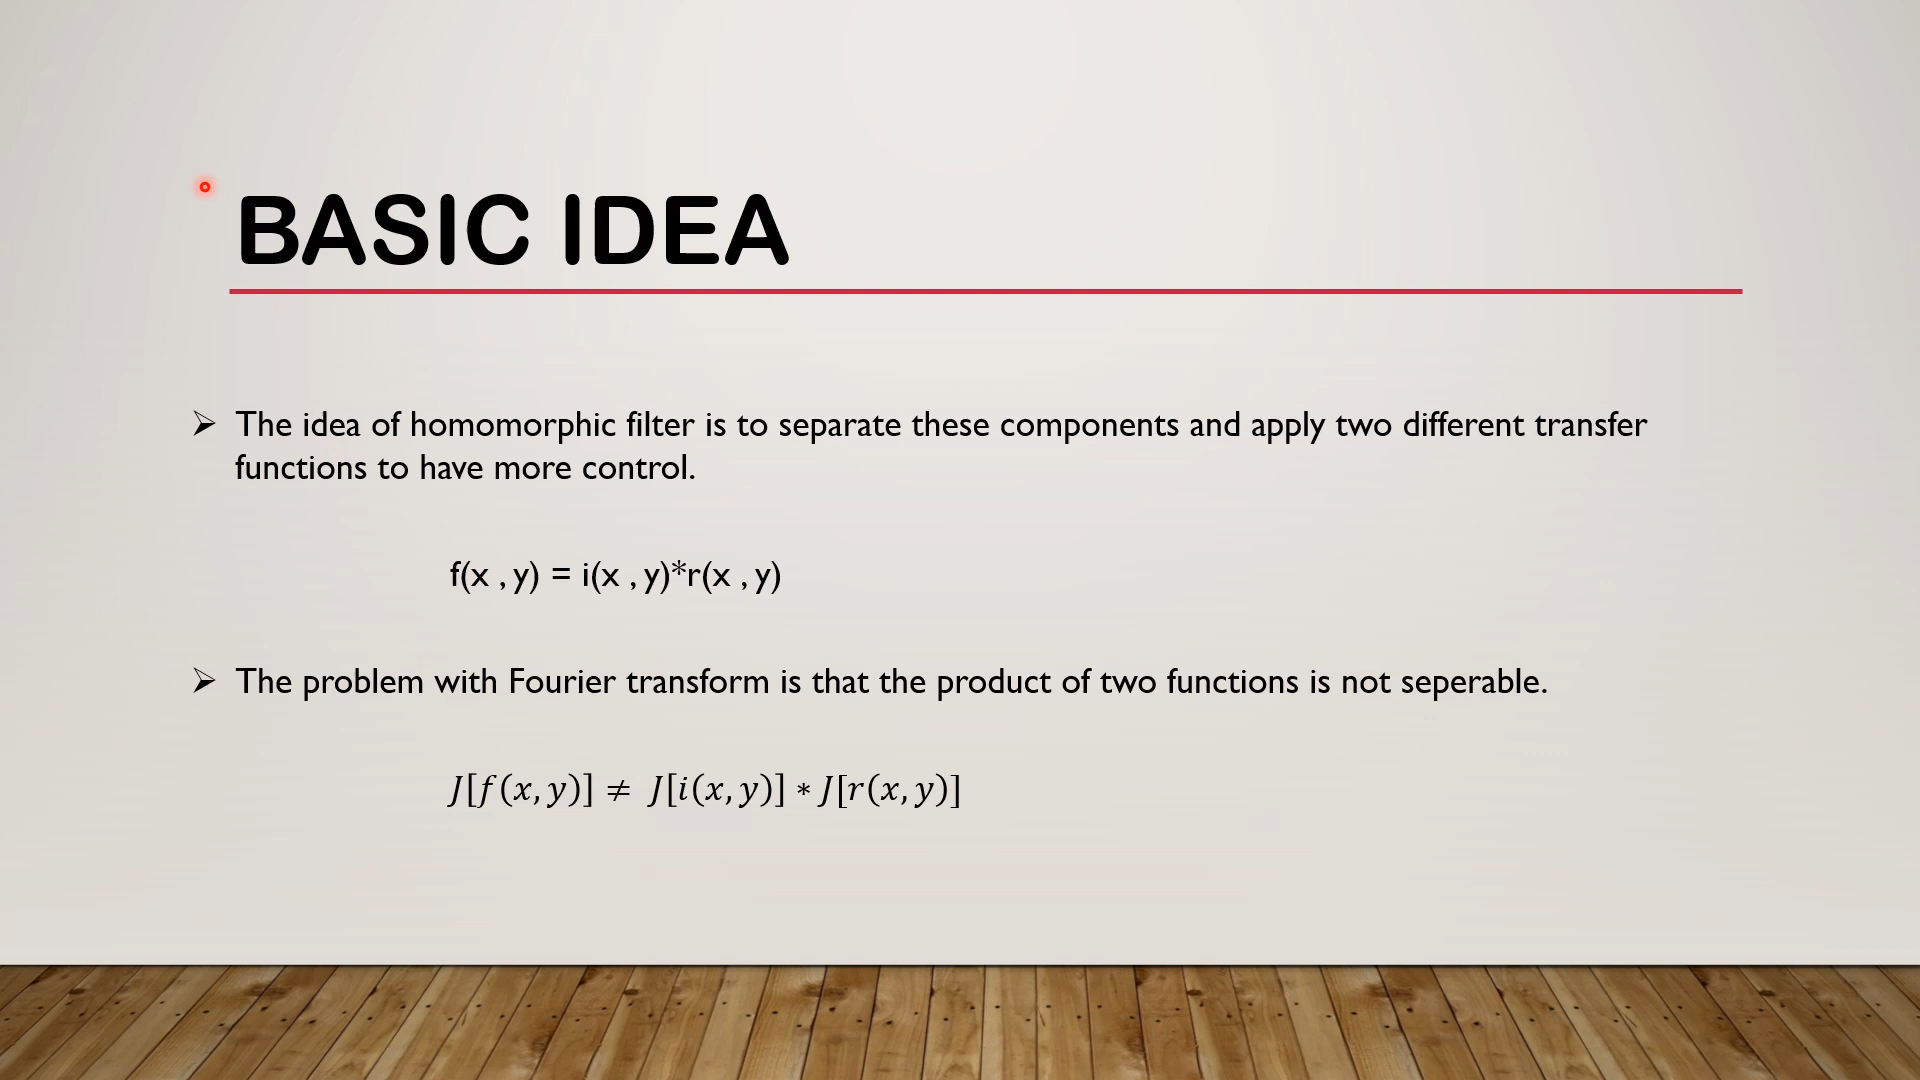 BASIC IDEA
➢ The idea of homomorphic filter is to separate these components and apply two different transfer
functions to have more control.
f(x , y) = i(x , y)*r(x , y)
➢ The problem with Fourier transform is that the product of two functions is not seperable.
J[f(x, y)] ≠ J[i(x, y)] ∗ J[r(x, y)]